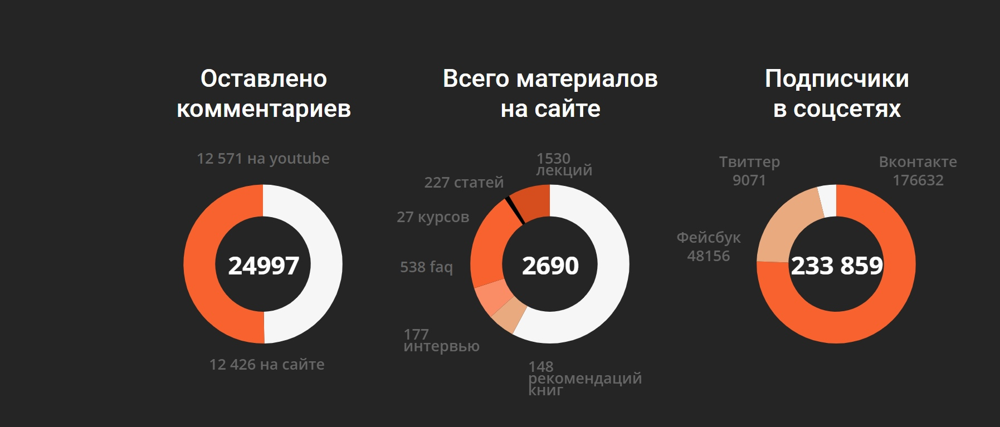 Оставлено
комментариев
12 571 на youtube
24997
12 426 на сайте
Всего материалов
на сайте
1530
лекций
227 статей
27 курсов
538 faq
2690
177
интервью
148
рекомендаций
книг
Подписчики
в соцсетях
Твиттер
9071
Вконтакте
176632
Фейсбук
48156
233 859